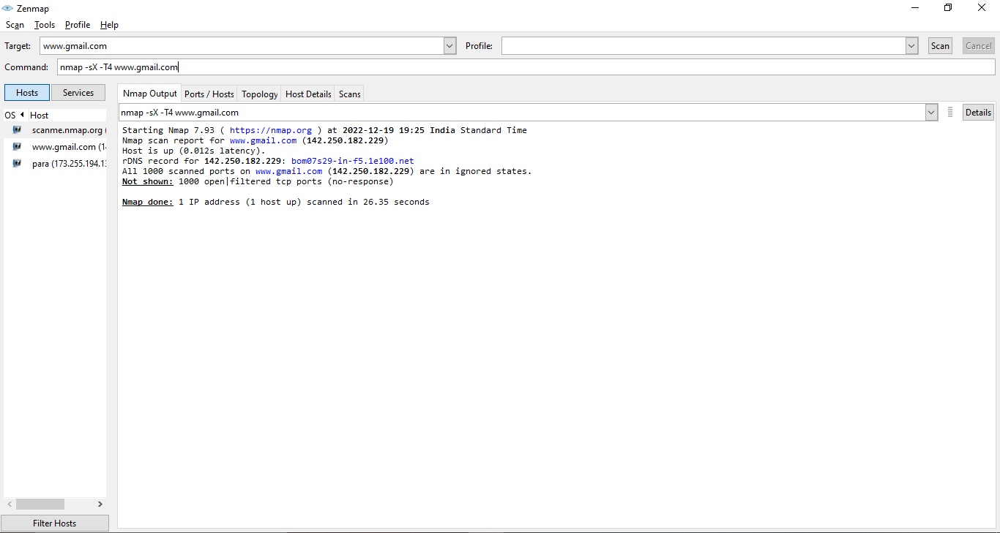 Zenmap
Scan Tools Profile Help
Target: www.gmail.com Profile: Scan Cancel
Command: nmap -sX -T4 www.gmail.com
Hosts Services
Nmap Output Ports / Hosts Topology Host Details Scans
OS Host
nmap -sX -T4 www.gmail.com Details
scanme.nmap.org (
www.gmail.com (14
para (173.255.194.13
Starting Nmap 7.93 ( https://nmap.org ) at 2022-12-19 19:25 India Standard Time
Nmap scan report for www.gmail.com (142.250.182.229)
Host is up (0.012s latency).
rDNS record for 142.250.182.229: bom07s29-in-f5.1e100.net
All 1000 scanned ports on www.gmail.com (142.250.182.229) are in ignored states.
Not shown: 1000 open|filtered tcp ports (no-response)
Nmap done: 1 IP address (1 host up) scanned in 26.35 seconds
Filter Hosts